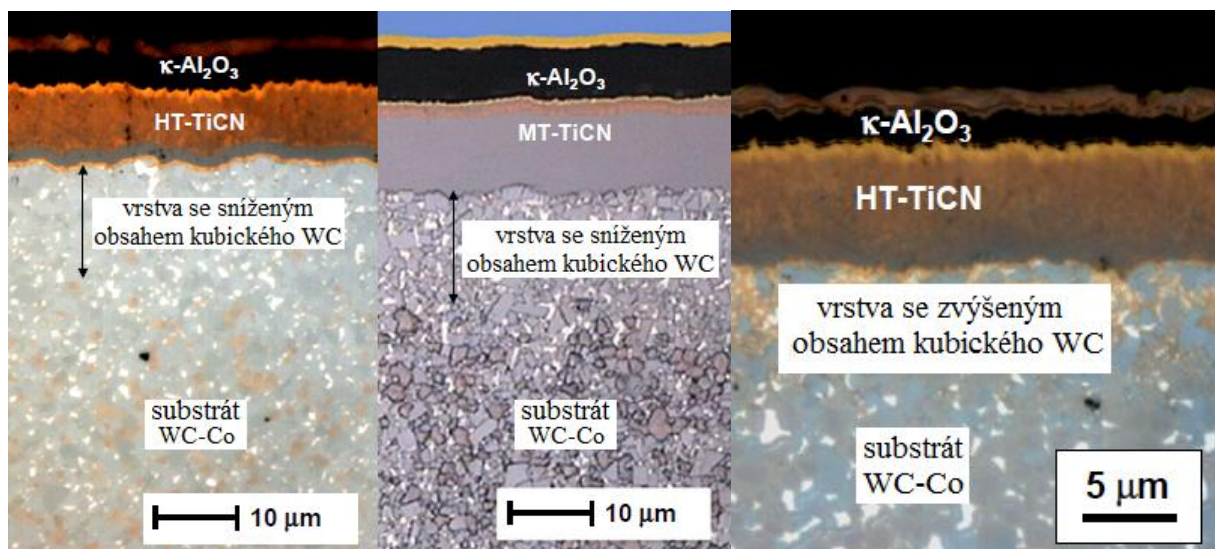 κ-Al₂O₃
HT-TiCN
vrstva se sníženým
obsahem kubického WC
substrát
WC-Co
10 μm
κ-Al₂O₃
MT-TiCN
vrstva se sníženým
obsahem kubického WC
substrát
WC-Co
10 μm
κ-Al₂O₃
HT-TiCN
vrstva se zvýšeným
obsahem kubického WC
substrát
WC-Co
5 μm